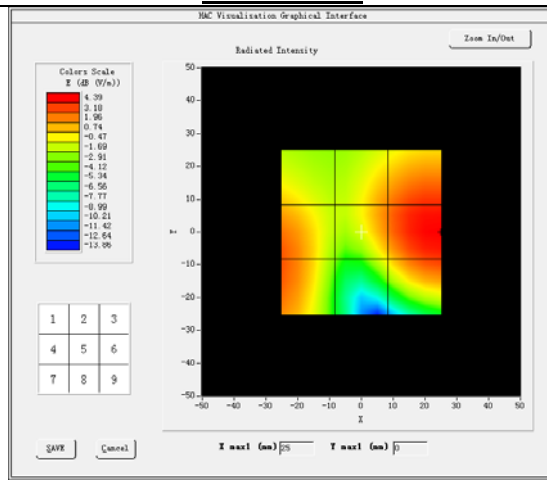 HAC Visualisation Graphical Interface
Zoom In/Out
Radiated Intensity
Colors Scale
E (dB (V/m))
4.39
3.18
1.96
0.74
-0.47
-1.69
-2.91
-4.12
-5.34
-6.56
-7.77
-8.99
-10.21
-11.42
-12.64
-13.86
50
40
30
20
10
0
-10
-20
-30
-40
-50
Y
-50 -40 -30 -20 -10 0 10 20 30 40 50
X
1 2 3
4 5 6
7 8 9
SAVE
Cancel
X max1 (mm) 25
Y max1 (mm) 0